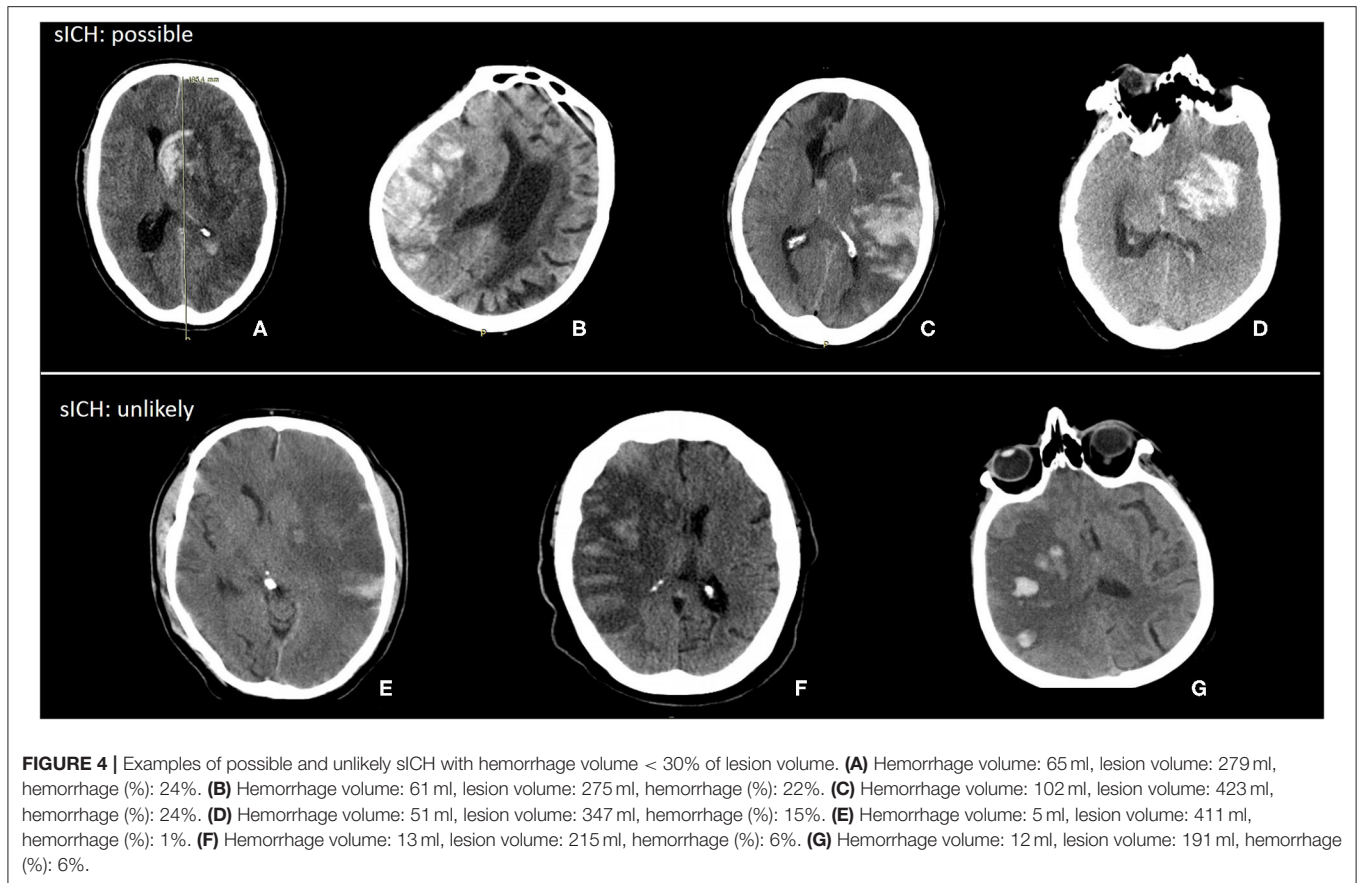 sICH: possible
185.4 mm
A
B
C
D
P
P
sICH: unlikely
E
F
G
FIGURE 4 | Examples of possible and unlikely sICH with hemorrhage volume < 30% of lesion volume. (A) Hemorrhage volume: 65 ml, lesion volume: 279 ml,
hemorrhage (%): 24%. (B) Hemorrhage volume: 61 ml, lesion volume: 275 ml, hemorrhage (%): 22%. (C) Hemorrhage volume: 102 ml, lesion volume: 423 ml,
hemorrhage (%): 24%. (D) Hemorrhage volume: 51 ml, lesion volume: 347 ml, hemorrhage (%): 15%. (E) Hemorrhage volume: 5 ml, lesion volume: 411 ml,
hemorrhage (%): 1%. (F) Hemorrhage volume: 13 ml, lesion volume: 215 ml, hemorrhage (%): 6%. (G) Hemorrhage volume: 12 ml, lesion volume: 191 ml, hemorrhage
(%): 6%.